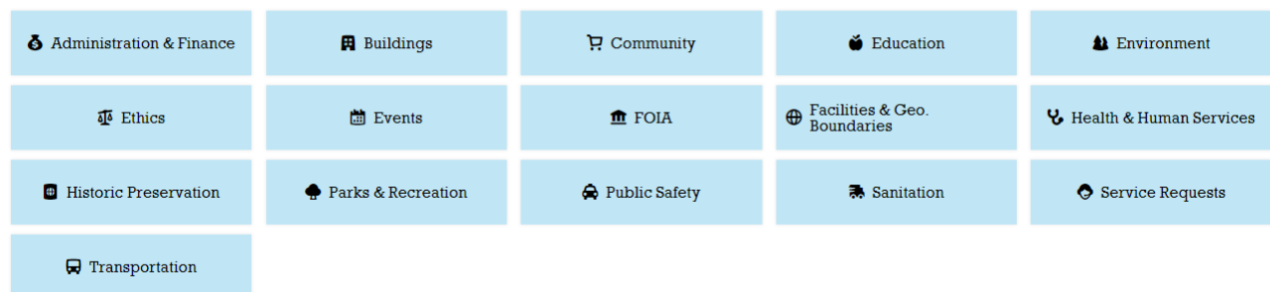 Administration & Finance
Buildings
Community
Education
Environment
Ethics
Events
FOIA
Facilities & Geo.
Boundaries
Health & Human Services
Historic Preservation
Parks & Recreation
Public Safety
Sanitation
Service Requests
Transportation